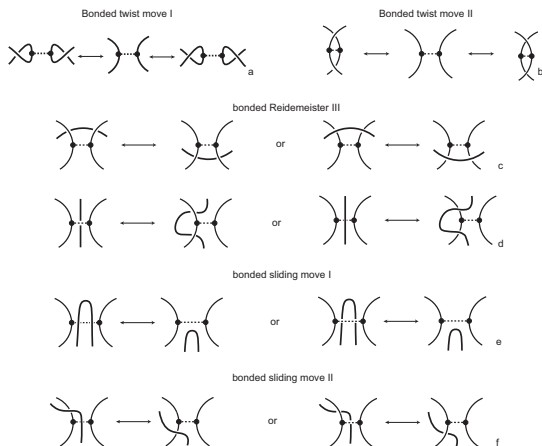 Bonded twist move I
Bonded twist move II
a
b
bonded Reidemeister III
or
c
or
d
bonded sliding move I
or
e
bonded sliding move II
or
f